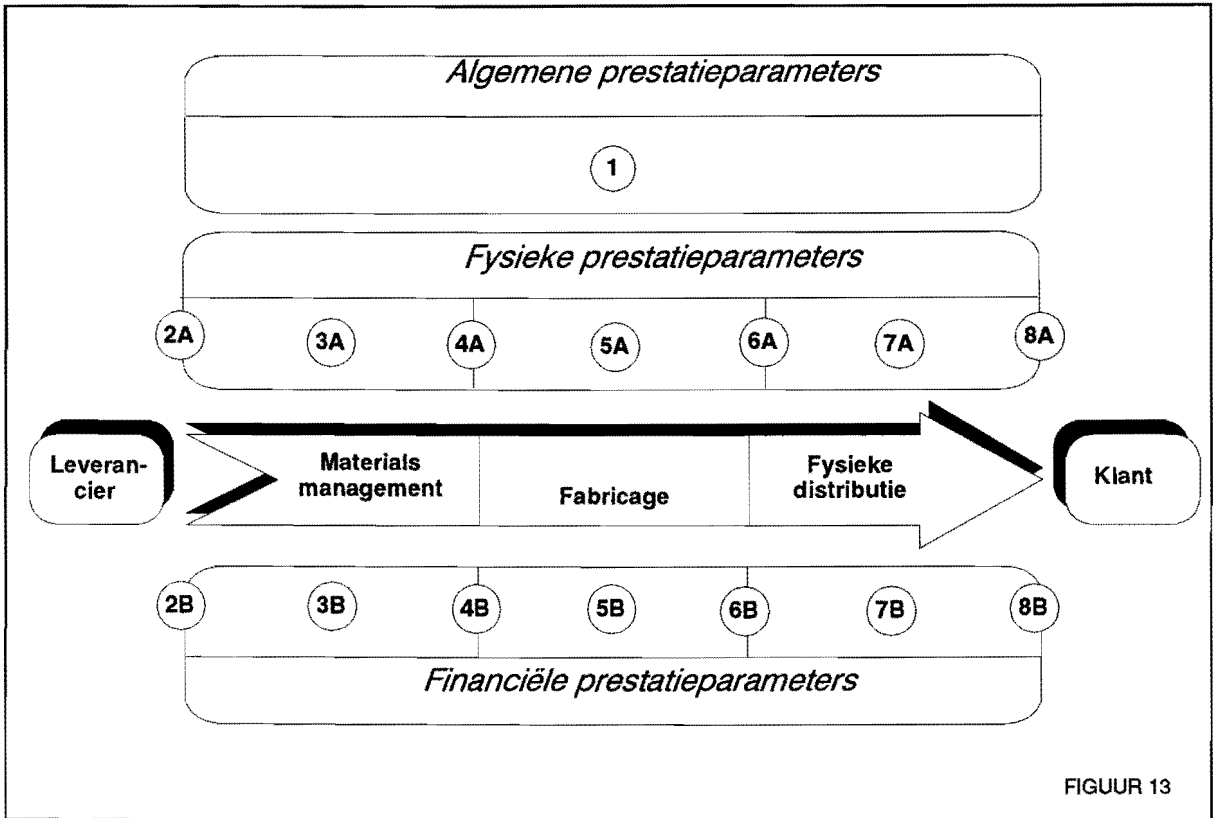 Algemene prestatieparameters
1
Fysieke prestatieparameters
2A 3A 4A 5A 6A 7A 8A
Leveran-
cier
Materials
management
Fabricage
Fysieke
distributie
Klant
2B 3B 4B 5B 6B 7B 8B
Financiële prestatieparameters
FIGUUR 13